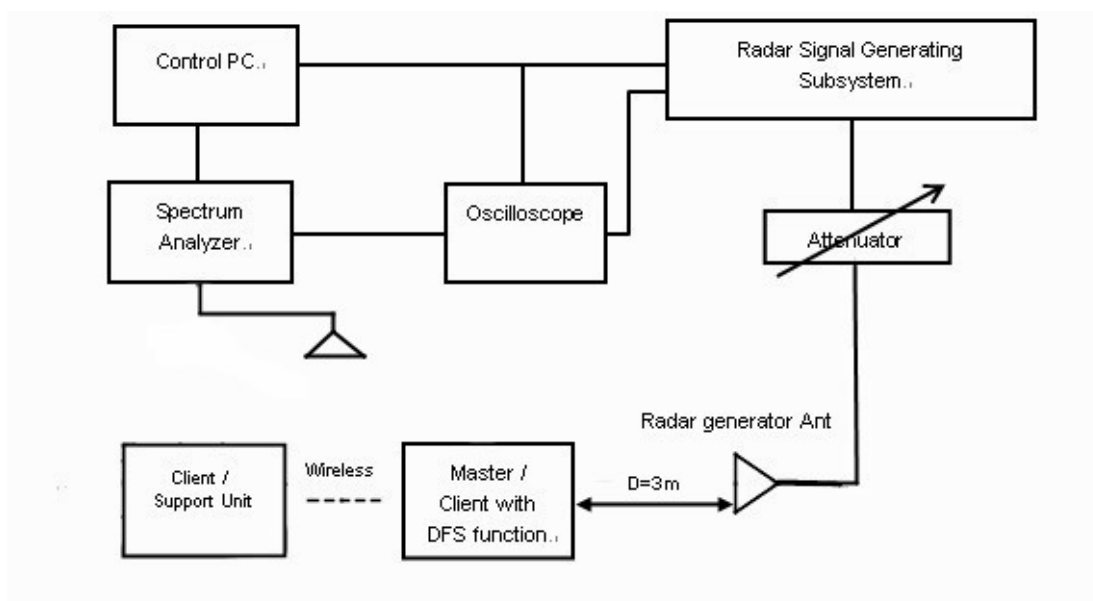 Control PC.
Radar Signal Generating
Subsystem.
Spectrum
Analyzer.
Oscilloscope
Attenuator
Radar generator Ant
Client /
Support Unit
Wireless
Master /
Client with
DFS function.
D=3m